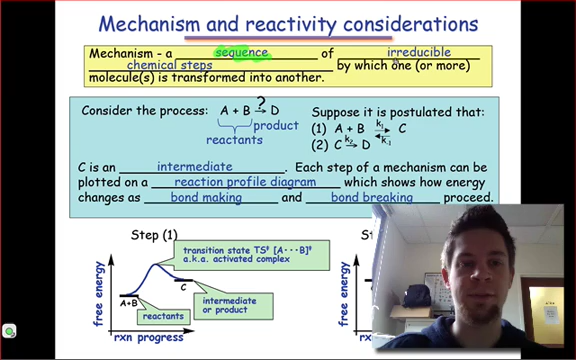 Mechanism and reactivity considerations
Mechanism - a sequence of irreducible
chemical steps by which one (or more)
molecule(s) is transformed into another.
Consider the process: A + B →? D
product
reactants
Suppose it is postulated that:
(1) A + B ⇌ C k₁ k₋₁
(2) C →k₂ D
C is an intermediate. Each step of a mechanism can be
plotted on a reaction profile diagram which shows how energy
changes as bond making and bond breaking proceed.
Step (1)
transition state TS‡ [A···B]‡
a.k.a. activated complex
free energy
A+B
C
reactants
intermediate
or product
rxn progress
St
free energy
rxn